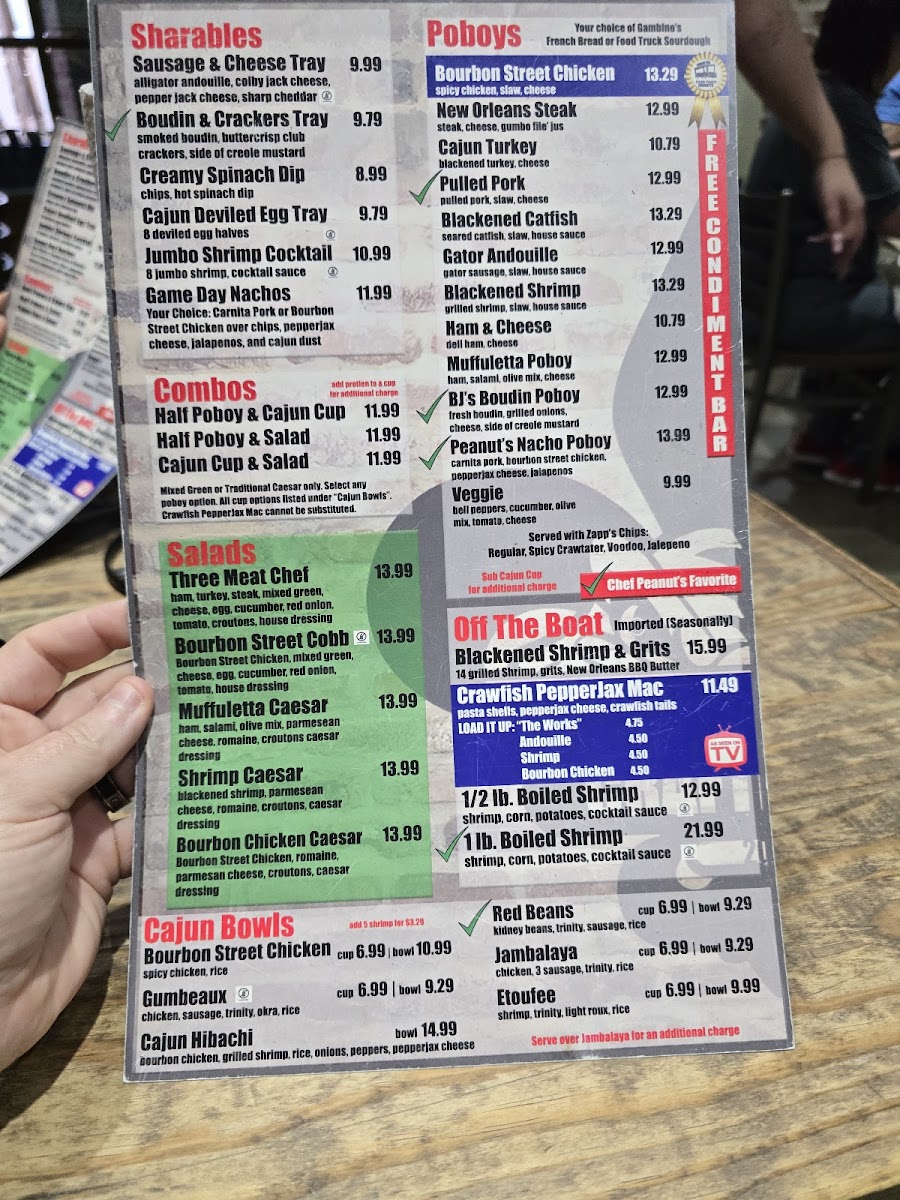 Sharables
Sausage & Cheese Tray 9.99
alligator andouille, colby jack cheese,
pepper jack cheese, sharp cheddar
Boudin & Crackers Tray 9.79
smoked boudin, buttercrisp club
crackers, side of creole mustard
Creamy Spinach Dip 8.99
chips, hot spinach dip
Cajun Deviled Egg Tray 9.79
8 deviled egg halves
Jumbo Shrimp Cocktail 10.99
8 jumbo shrimp, cocktail sauce
Game Day Nachos 11.99
Your Choice: Carnita Pork or Bourbon
Street Chicken over chips, pepperjax
cheese, jalapenos, and cajun dust
Combos
add protien to a cup
for additional charge
Half Poboy & Cajun Cup 11.99
Half Poboy & Salad 11.99
Cajun Cup & Salad 11.99
Mixed Green or Traditional Caesar only. Select any
poboy option. All cup options listed under "Cajun Bowls".
Crawfish PepperJax Mac cannot be substituted.
Salads
Three Meat Chef 13.99
ham, turkey, steak, mixed green,
cheese, egg, cucumber, red onion,
tomato, croutons, house dressing
Bourbon Street Cobb 13.99
Bourbon Street Chicken, mixed green,
cheese, egg, cucumber, red onion,
tomato, house dressing
Muffuletta Caesar 13.99
ham, salami, olive mix, parmesean
cheese, romaine, croutons caesar
dressing
Shrimp Caesar 13.99
blackened shrimp, parmesean
cheese, romaine, croutons, caesar
dressing
Bourbon Chicken Caesar 13.99
Bourbon Street Chicken, romaine,
parmesan cheese, croutons, caesar
dressing
Poboys
Your choice of Gambino's
French Bread or Food Truck Sourdough
Bourbon Street Chicken 13.29
spicy chicken, slaw, cheese
New Orleans Steak 12.99
steak, cheese, gumbo file' jus
Cajun Turkey 10.79
blackened turkey, cheese
Pulled Pork 12.99
pulled pork, slaw, cheese
Blackened Catfish 13.29
seared catfish, slaw, house sauce
Gator Andouille 12.99
gator sausage, slaw, house sauce
Blackened Shrimp 13.29
grilled shrimp, slaw, house sauce
Ham & Cheese 10.79
deli ham, cheese
Muffuletta Poboy 12.99
ham, salami, olive mix, cheese
BJ's Boudin Poboy 12.99
fresh boudin, grilled onions,
cheese, side of creole mustard
Peanut's Nacho Poboy 13.99
carnita pork, bourbon street chicken,
pepperjax cheese, jalapenos
Veggie 9.99
bell peppers, cucumber, olive
mix, tomato, cheese
Served with Zapp's Chips:
Regular, Spicy Crawtater, Voodoo, Jalepeno
Sub Cajun Cup
for additional charge
Chef Peanut's Favorite
FREE CONDIMENT BAR
Off The Boat Imported (Seasonally)
Blackened Shrimp & Grits 15.99
14 grilled Shrimp, grits, New Orleans BBQ Butter
Crawfish PepperJax Mac 11.49
pasta shells, pepperjax cheese, crawfish tails
LOAD IT UP: "The Works" 4.75
Andouille 4.50
Shrimp 4.50
Bourbon Chicken 4.50
AS SEEN ON
TV
1/2 lb. Boiled Shrimp 12.99
shrimp, corn, potatoes, cocktail sauce
1 lb. Boiled Shrimp 21.99
shrimp, corn, potatoes, cocktail sauce
Cajun Bowls add 5 shrimp for $3.29
Bourbon Street Chicken cup 6.99 | bowl 10.99
spicy chicken, rice
Gumbeaux cup 6.99 | bowl 9.29
chicken, sausage, trinity, okra, rice
Cajun Hibachi bowl 14.99
bourbon chicken, grilled shrimp, rice, onions, peppers, pepperjax cheese
Red Beans cup 6.99 | bowl 9.29
kidney beans, trinity, sausage, rice
Jambalaya cup 6.99 | bowl 9.29
chicken, 3 sausage, trinity, rice
Etoufee cup 6.99 | bowl 9.99
shrimp, trinity, light roux, rice
Serve over Jambalaya for an additional charge